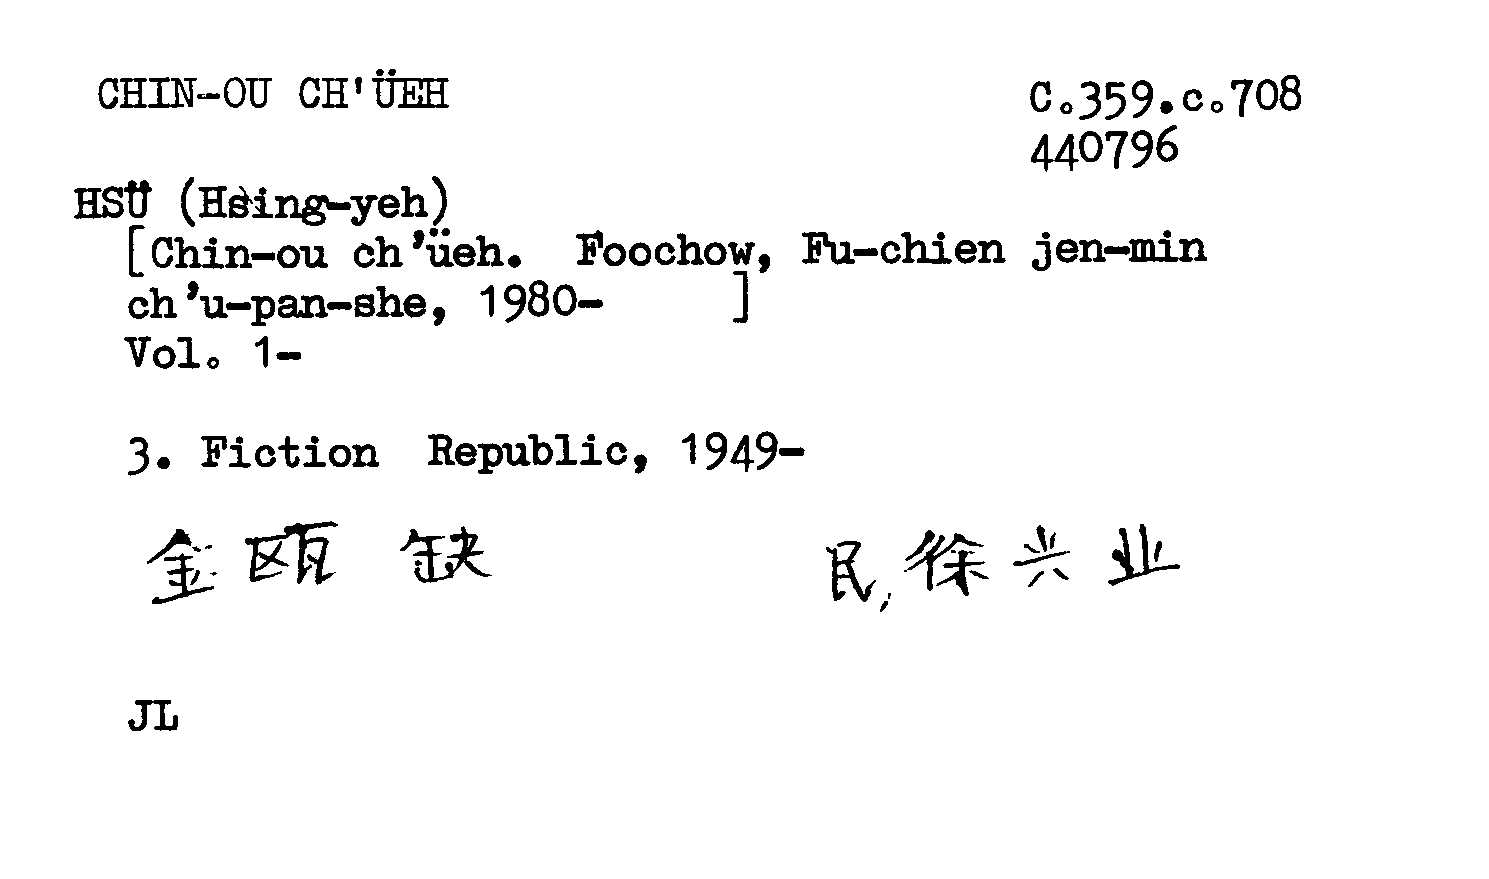 CHIN-OU CH'ÜEH
C.359.c.708
440796
HSÜ (Hsing-yeh)
[Chin-ou ch'üeh. Foochow, Fu-chien jen-min
ch'u-pan-she, 1980- ]
Vol. 1-
3. Fiction Republic, 1949-
金瓯缺 民,徐兴业
JL